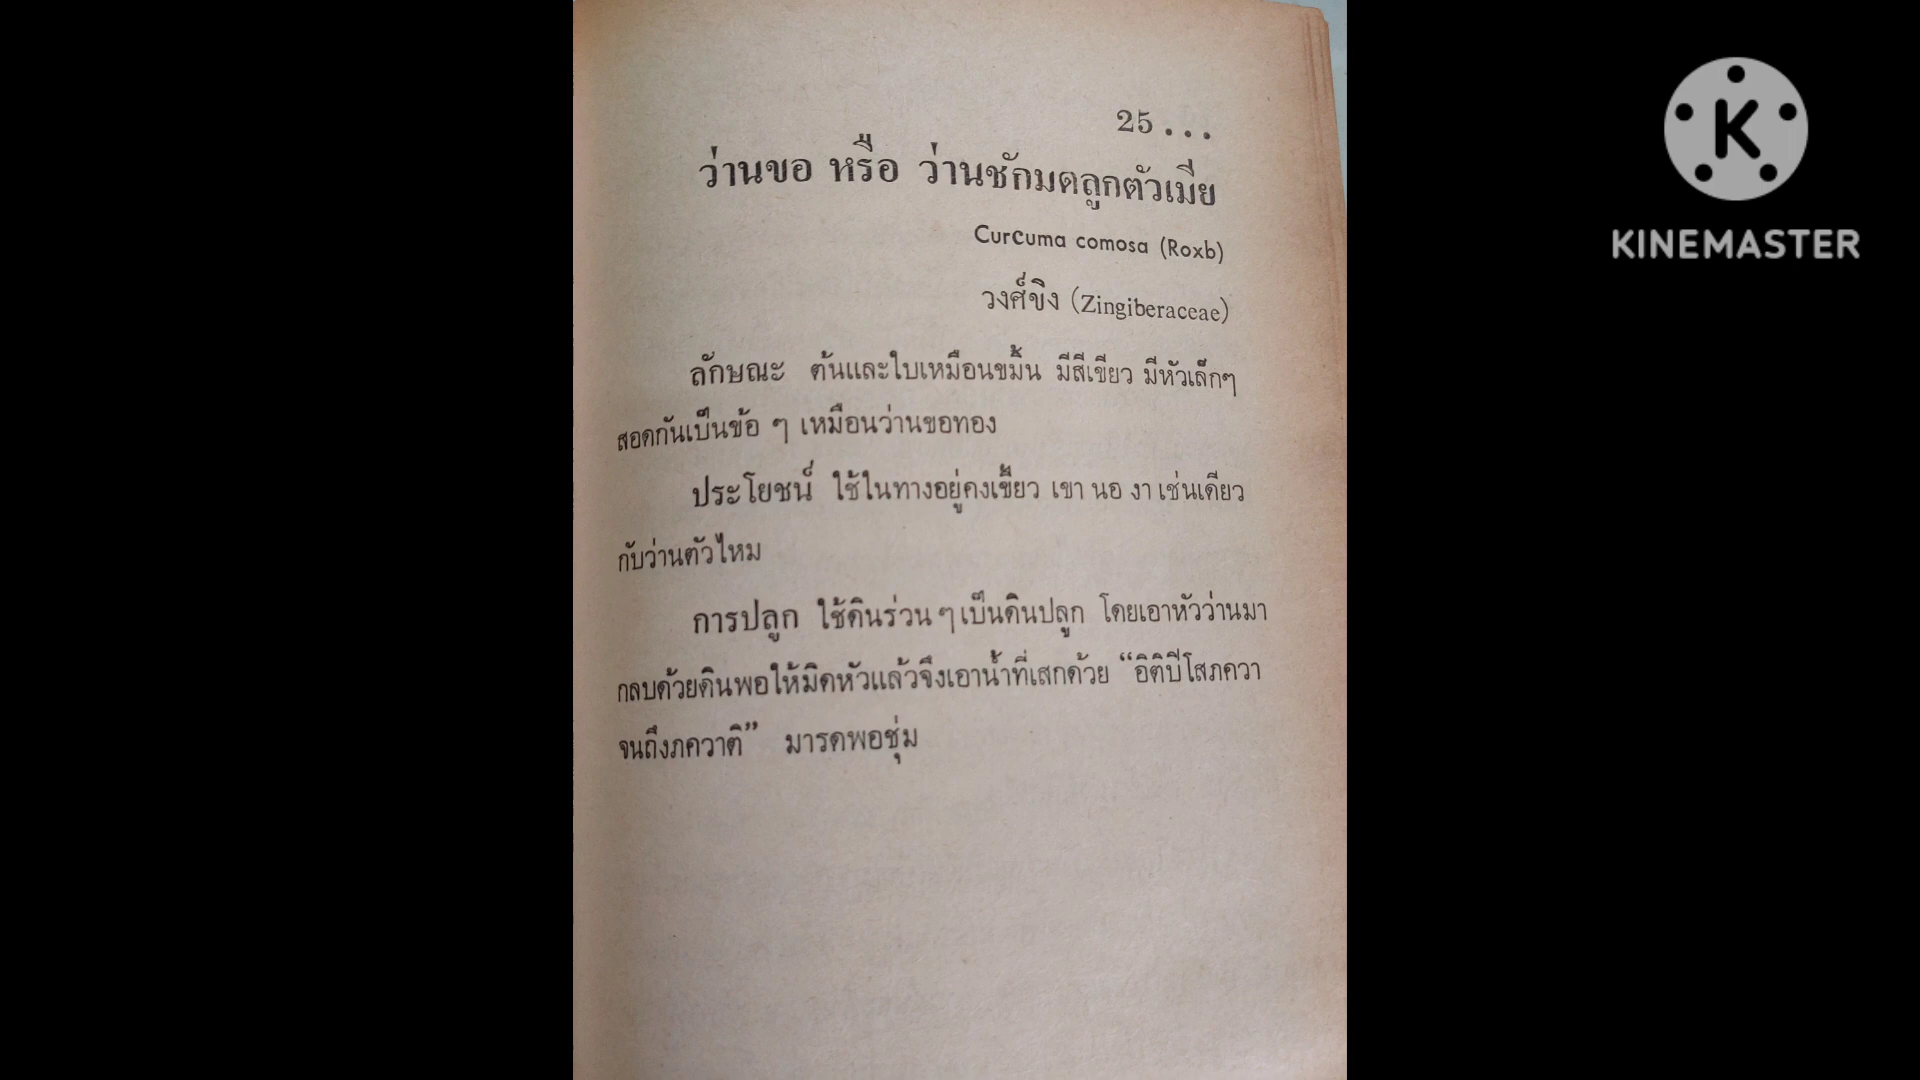 25...
ว่านขอ หรือ ว่านชักมดลูกตัวเมีย
Curcuma comosa (Roxb)
วงศ์ขิง (Zingiberaceae)
ลักษณะ ต้นและใบเหมือนขมิ้น มีสีเขียว มีหัวเล็กๆ
สอดกันเป็นข้อ ๆ เหมือนว่านขอทอง
ประโยชน์ ใช้ในทางอยู่คงเขี้ยว เขา นอ งา เช่นเดียว
กับว่านตัวไหม
การปลูก ใช้ดินร่วน ๆ เป็นดินปลูก โดยเอาหัวว่านมา
กลบด้วยดินพอให้มิดหัวแล้วจึงเอาน้ำที่เสกด้วย “อิติปิโสภควา
จนถึงภควาติ” มารดพอชุ่ม
K
KINEMASTER